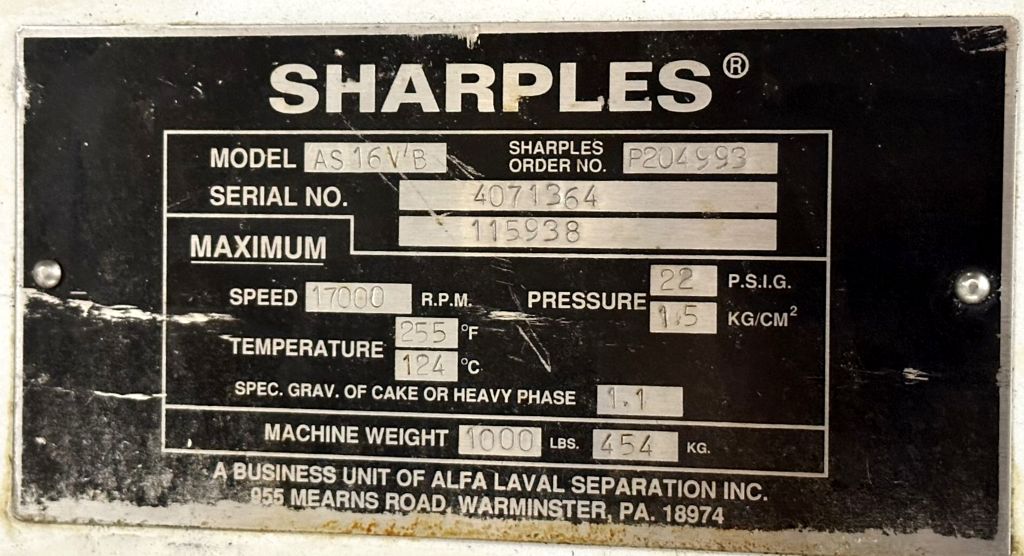 SHARPLES®
MODEL AS16V'B SHARPLES ORDER NO. P204993
SERIAL NO. 4071364
115938
MAXIMUM
SPEED 17000 R.P.M. PRESSURE 22 P.S.I.G.
1.5 KG/CM²
TEMPERATURE 255 °F
124 °C
SPEC. GRAV. OF CAKE OR HEAVY PHASE 1.1
MACHINE WEIGHT 1000 LBS. 454 KG.
A BUSINESS UNIT OF ALFA LAVAL SEPARATION INC.
955 MEARNS ROAD, WARMINSTER, PA. 18974